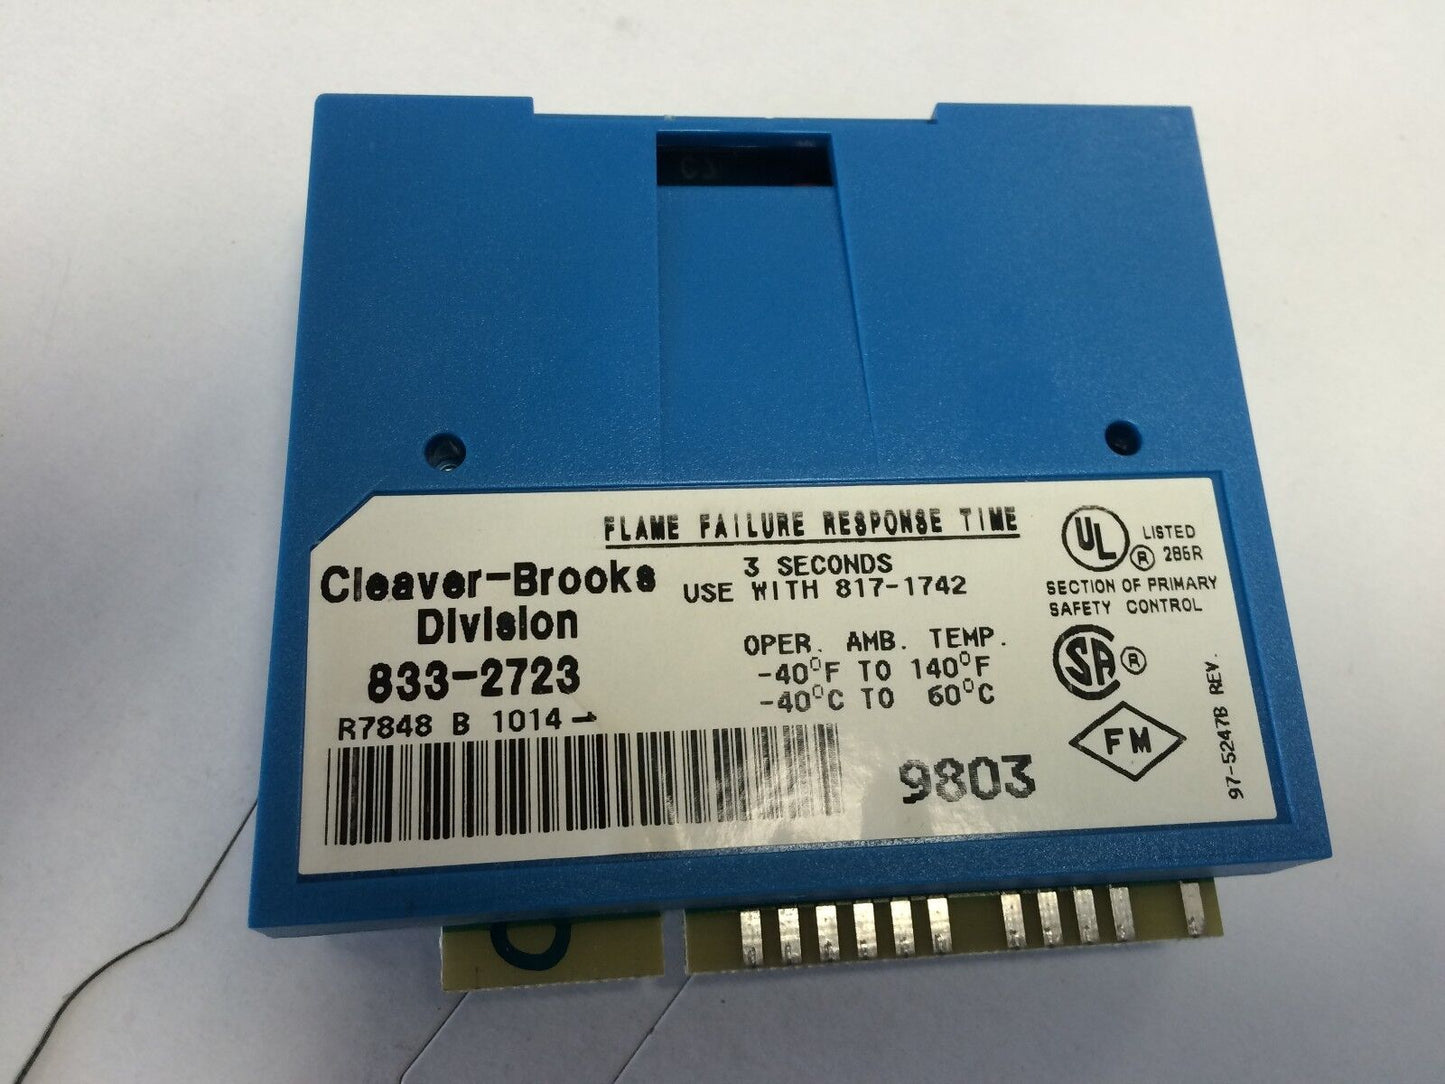 FLAME FAILURE RESPONSE TIME
3 SECONDS
USE WITH 817-1742
Cleaver-Brooks
Division
833-2723
R7848 B 1014-1
OPER. AMB. TEMP.
-40°F TO 140°F
-40°C TO 60°C
9803
UL ® LISTED
286R
SECTION OF PRIMARY
SAFETY CONTROL
SA ®
FM
97-5247B REV.